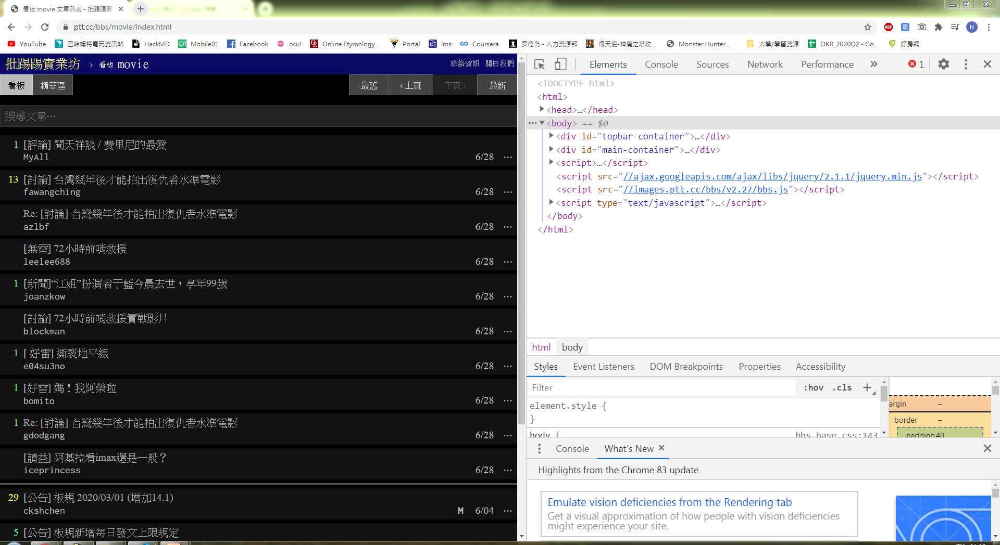 看板 movie 文章列表 - 批踢踢實
ptt.cc/bbs/movie/index.html
ABP
N
YouTube
巴哈姆特電玩資訊站
HackMD
Mobile01
Facebook
osu!
Online Etymology...
Portal
lms
Coursera
罗德岛 - 人力资源部
熾天使-神魔之塔攻...
Monster Hunter...
大學/學習資源
OKR_2020Q2 - Go...
好房網
批踢踢實業坊 › 看板 movie
聯絡資訊 關於我們
看板 精華區
最舊 ‹ 上頁 下頁 › 最新
搜尋文章…
1 [評論] 聞天祥談 / 費里尼的最愛
MyAll 6/28 ⋯
13 [討論] 台灣幾年後才能拍出復仇者水準電影
fawangching 6/28 ⋯
Re: [討論] 台灣幾年後才能拍出復仇者水準電影
azlbf 6/28 ⋯
[無雷] 72小時前哨救援
leelee688 6/28 ⋯
1 [新聞]“江姐”扮演者于藍今晨去世，享年99歲
joanzkow 6/28 ⋯
[討論] 72小時前哨救援實戰影片
blockman 6/28 ⋯
1 [ 好雷] 撕裂地平線
e04su3no 6/28 ⋯
1 [好雷] 媽！我阿榮啦
bomito 6/28 ⋯
1 Re: [討論] 台灣幾年後才能拍出復仇者水準電影
gdodgang 6/28 ⋯
[請益] 阿基拉看imax還是一般？
iceprincess 6/28 ⋯
29 [公告] 板規 2020/03/01 (增加14.1)
ckshchen M 6/04 ⋯
5 [公告] 板規新增每日發文上限規定
Elements Console Sources Network Performance » 1
<!DOCTYPE html>
<html>
<head>…</head>
<body> == $0
<div id="topbar-container">…</div>
<div id="main-container">…</div>
<script>…</script>
<script src="//ajax.googleapis.com/ajax/libs/jquery/2.1.1/jquery.min.js"></script>
<script src="//images.ptt.cc/bbs/v2.27/bbs.js"></script>
<script type="text/javascript">…</script>
</body>
</html>
html body
Styles Event Listeners DOM Breakpoints Properties Accessibility
Filter :hov .cls +
element.style {
}
body { bbs-base.css:143
argin –
border –
padding 40
Console What's New
Highlights from the Chrome 83 update
Emulate vision deficiencies from the Rendering tab
Get a visual approximation of how people with vision deficiencies
might experience your site.